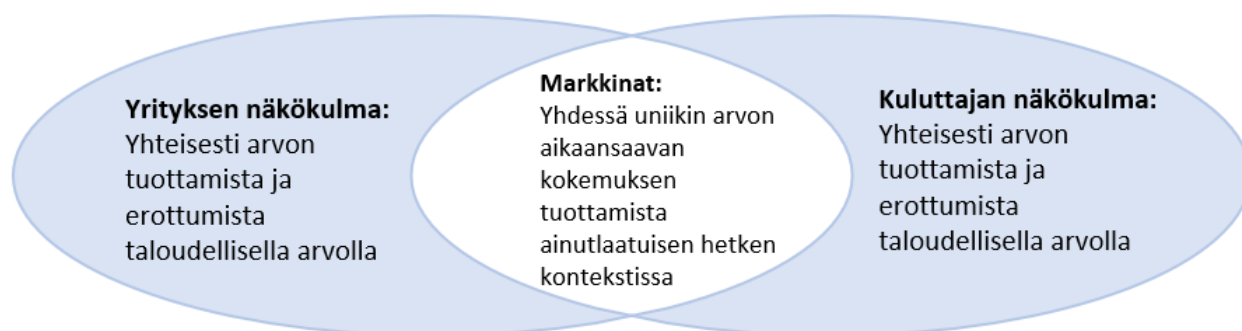 Yrityksen näkökulma:
Yhteisesti arvon
tuottamista ja
erottumista
taloudellisella arvolla
Markkinat:
Yhdessä uniikin arvon
aikaansaavan
kokemuksen
tuottamista
ainutlaatuisen hetken
kontekstissa
Kuluttajan näkökulma:
Yhteisesti arvon
tuottamista ja
erottumista
taloudellisella arvolla